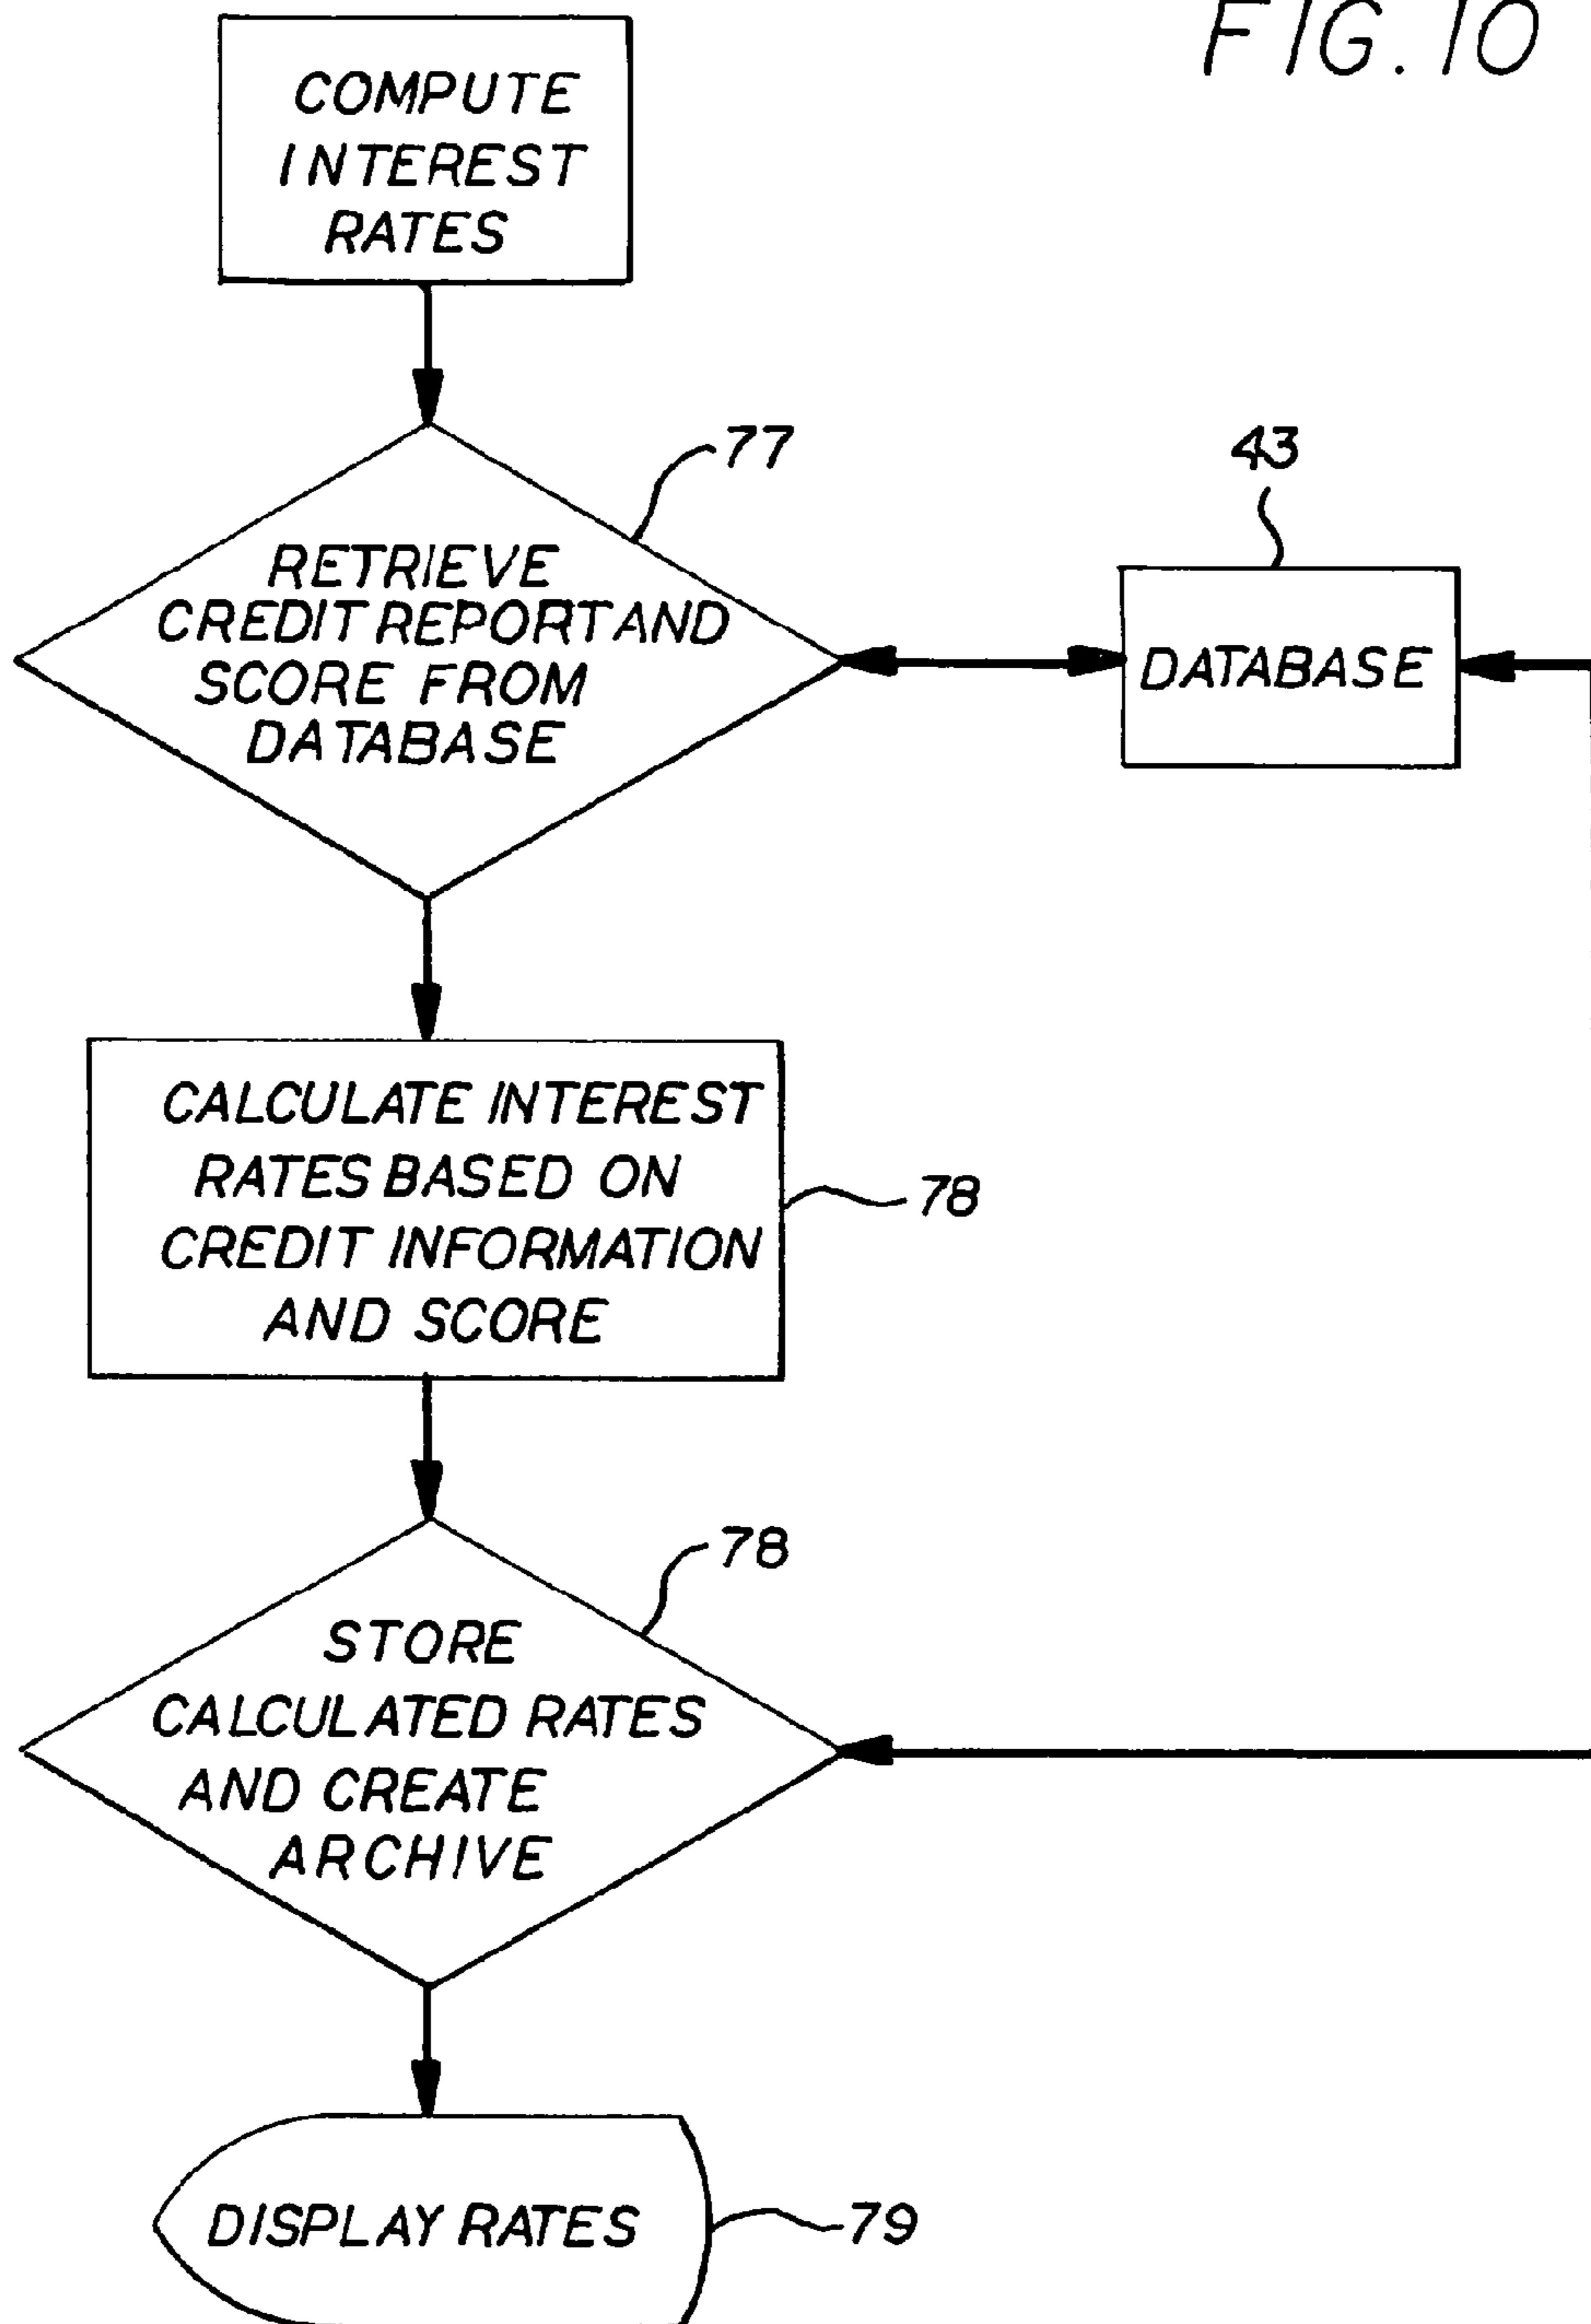 FIG. 10
COMPUTE
INTEREST
RATES
77
43
RETRIEVE
CREDIT REPORT AND
SCORE FROM
DATABASE
DATABASE
CALCULATE INTEREST
RATES BASED ON
CREDIT INFORMATION
AND SCORE
78
78
STORE
CALCULATED RATES
AND CREATE
ARCHIVE
DISPLAY RATES
79